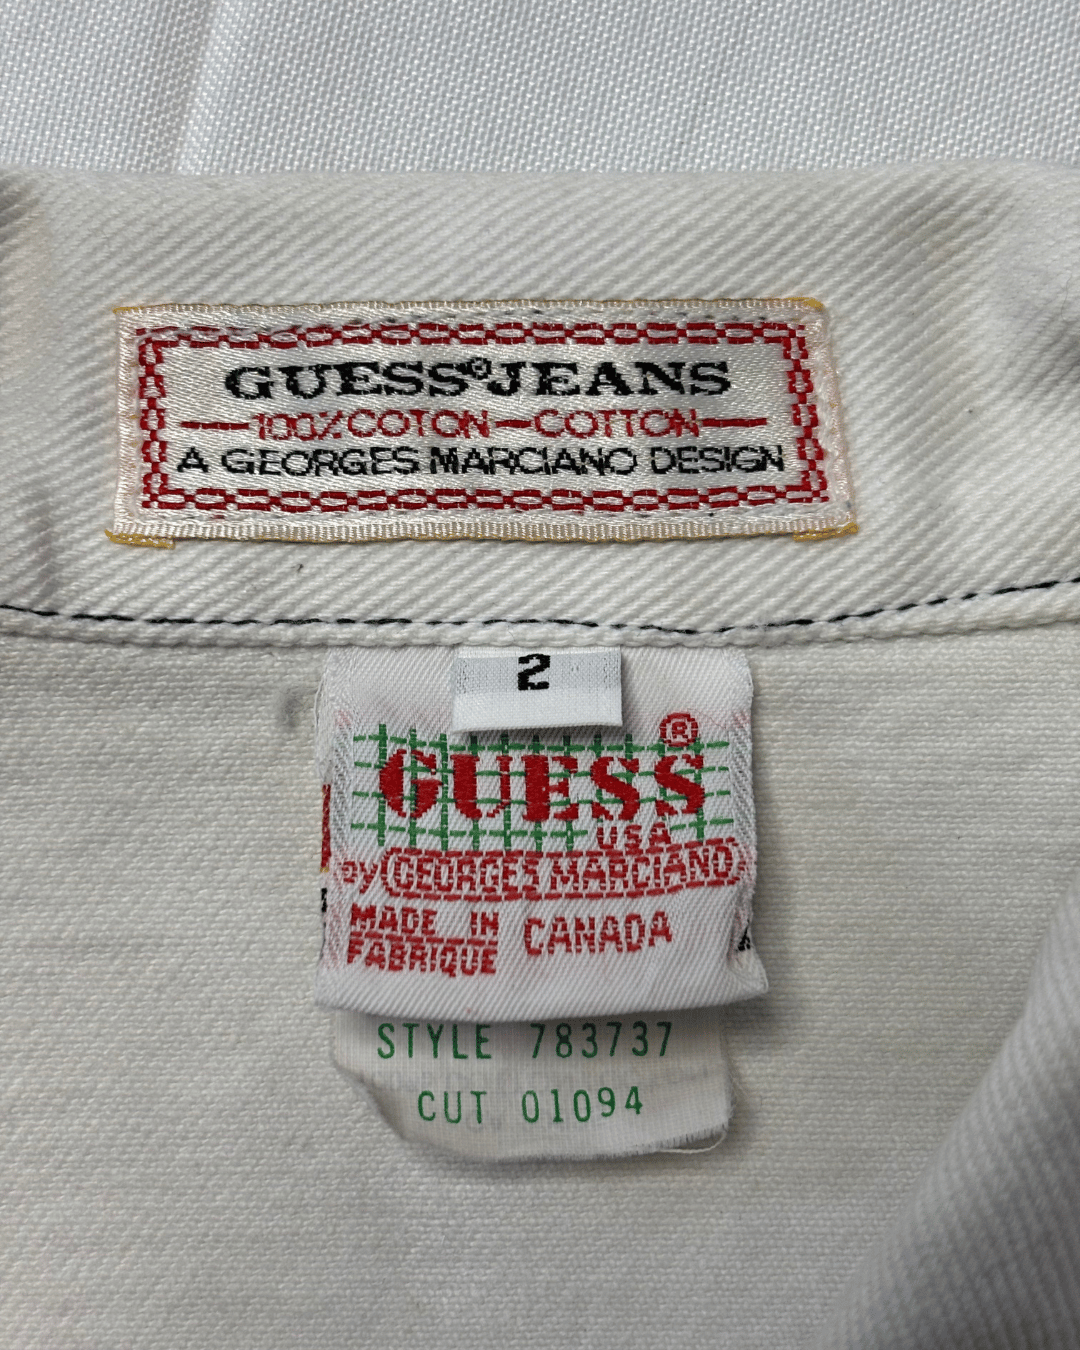 GUESS®JEANS
—100%COTON—COTTON—
A GEORGES MARCIANO DESIGN
2
GUESS®
USA
by GEORGES MARCIANO
MADE IN
FABRIQUE
CANADA
STYLE 783737
CUT 01094